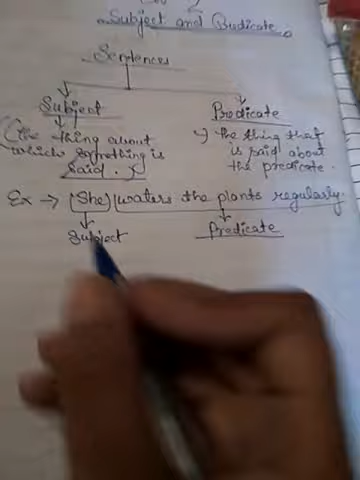 Subject and Predicate
Sentences
Subject Predicate
(the thing about which something is said.)
→ the thing that is said about the predicate.
Ex → (She) (waters the plants regularly.
Subject Predicate